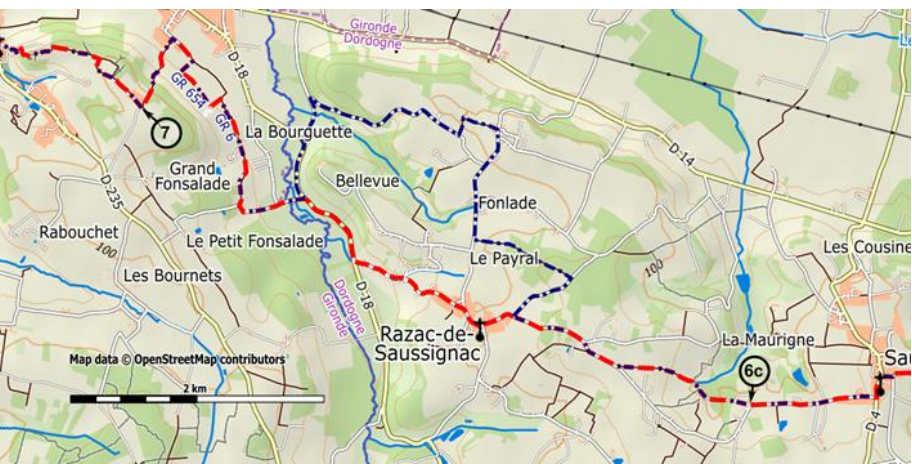 Gironde
Dordogne
D-18
GR 654
GR 6
La Bourguette
7
D-14
Grand
Fonsalade
Bellevue
D-235
Fonlade
Rabouchet
100
Le Petit Fonsalade
Les Cousine
Le Payral
100
Les Bournets
Dordogne
Gironde
D-18
Razac-de-
Saussignac
La Maurigne
Sau
Map data © OpenStreetMap contributors
6c
2 km
D-4